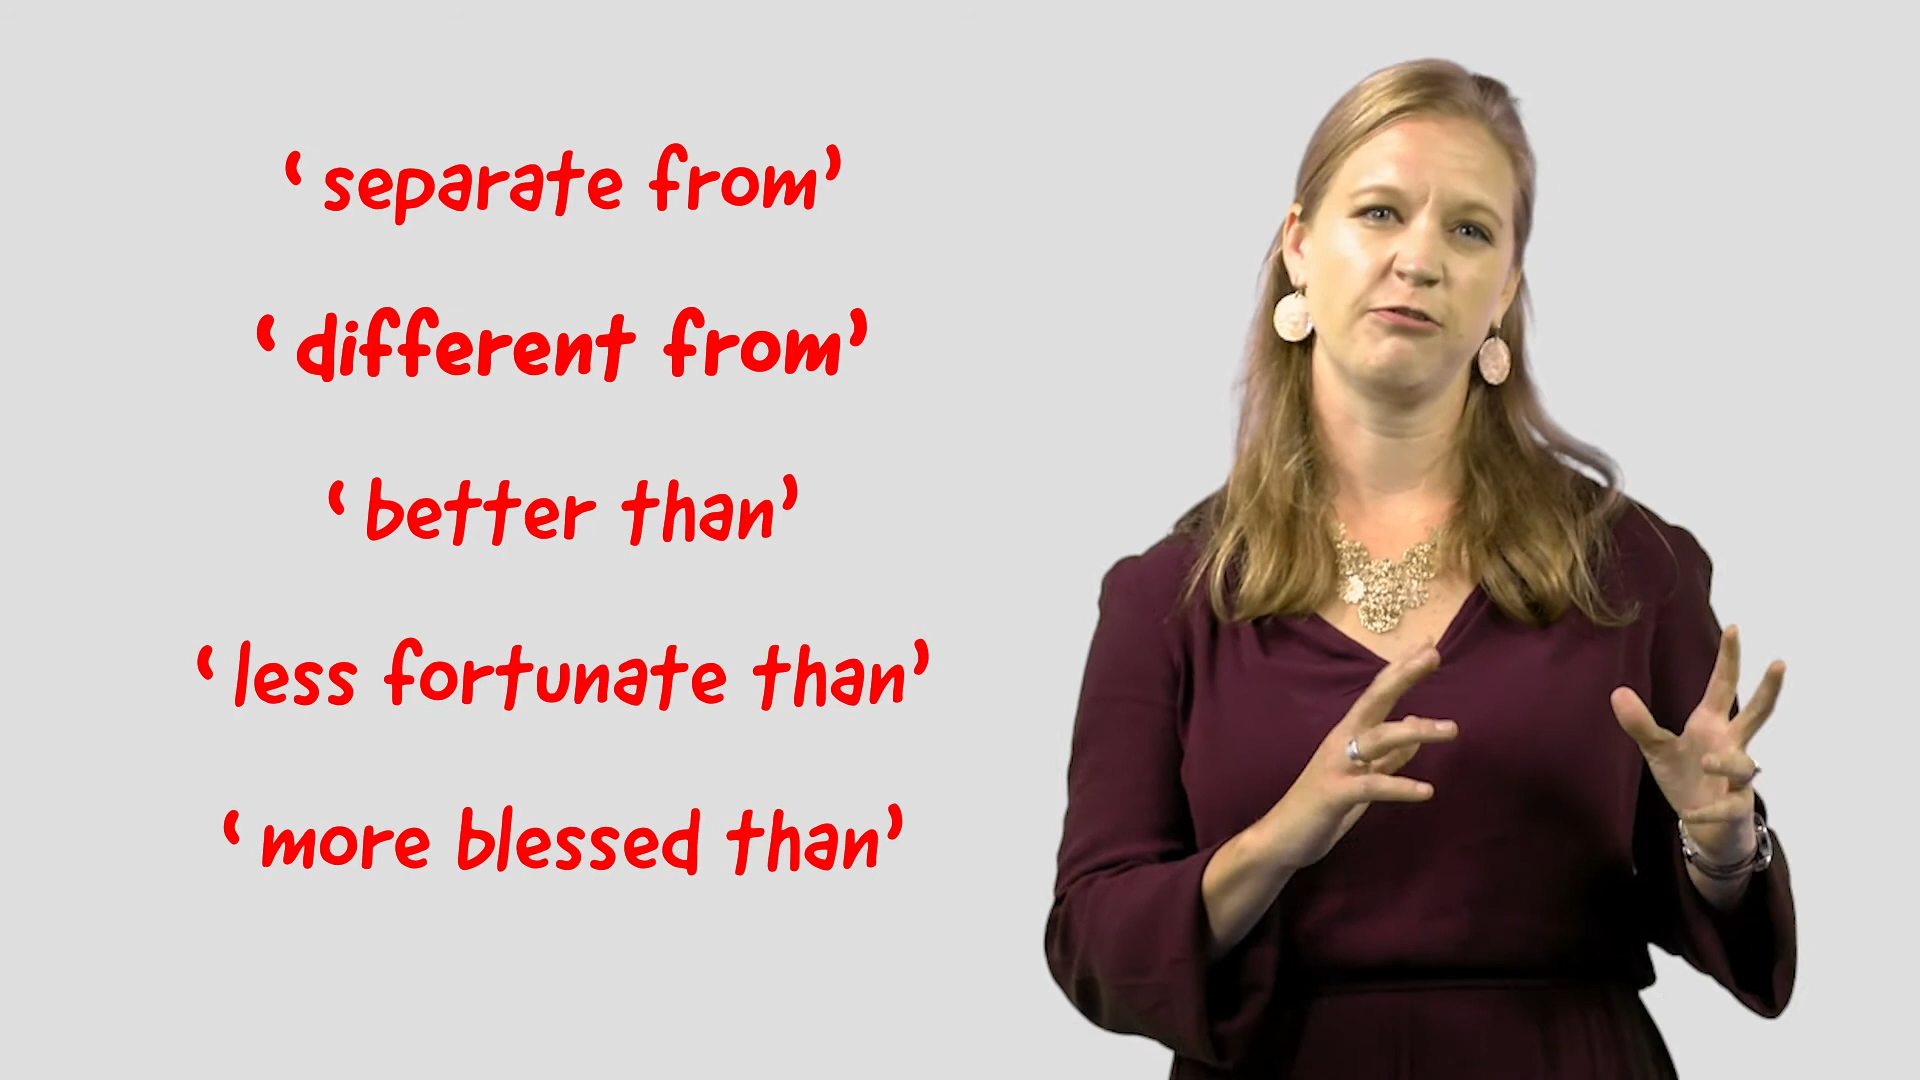 ‘separate from’
‘different from’
‘better than’
‘less fortunate than’
‘more blessed than’